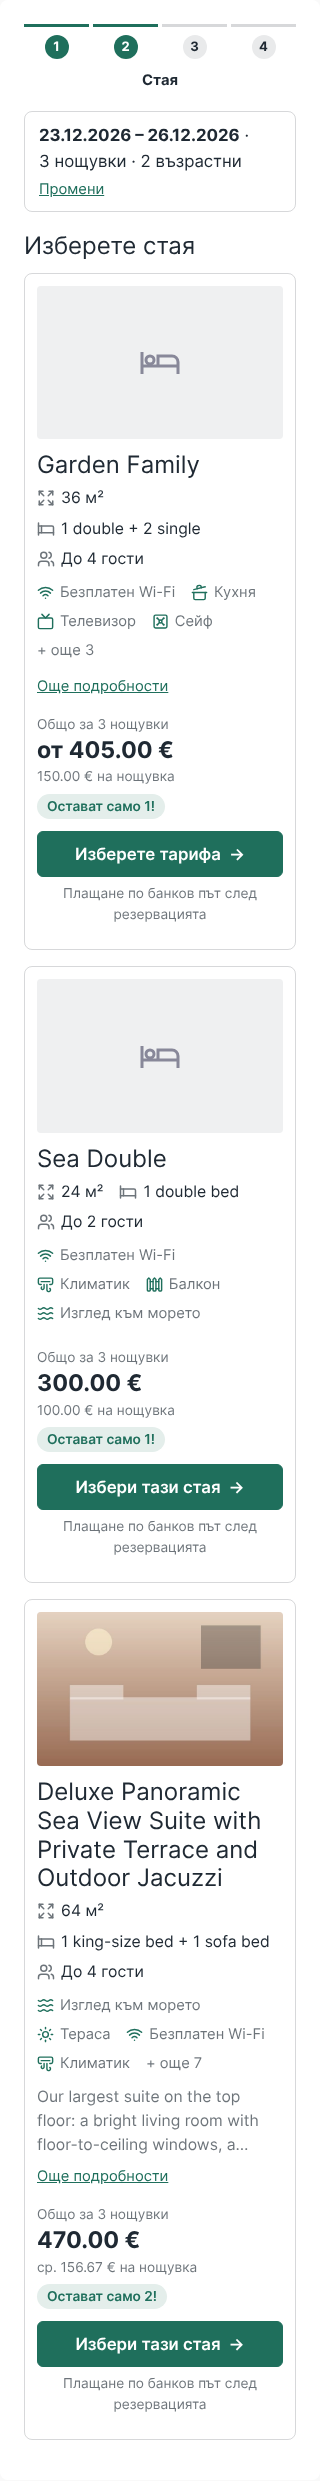 1 2 3 4
Стая
23.12.2026 – 26.12.2026 ·
3 нощувки · 2 възрастни
Промени
Изберете стая
Garden Family
36 м²
1 double + 2 single
До 4 гости
Безплатен Wi-Fi Кухня
Телевизор Сейф
+ още 3
Още подробности
Общо за 3 нощувки
от 405.00 €
150.00 € на нощувка
Остават само 1!
Изберете тарифа →
Плащане по банков път след
резервацията
Sea Double
24 м² 1 double bed
До 2 гости
Безплатен Wi-Fi
Климатик Балкон
Изглед към морето
Общо за 3 нощувки
300.00 €
100.00 € на нощувка
Остават само 1!
Избери тази стая →
Плащане по банков път след
резервацията
Deluxe Panoramic
Sea View Suite with
Private Terrace and
Outdoor Jacuzzi
64 м²
1 king-size bed + 1 sofa bed
До 4 гости
Изглед към морето
Тераса Безплатен Wi-Fi
Климатик + още 7
Our largest suite on the top
floor: a bright living room with
floor-to-ceiling windows, a...
Още подробности
Общо за 3 нощувки
470.00 €
ср. 156.67 € на нощувка
Остават само 2!
Избери тази стая →
Плащане по банков път след
резервацията